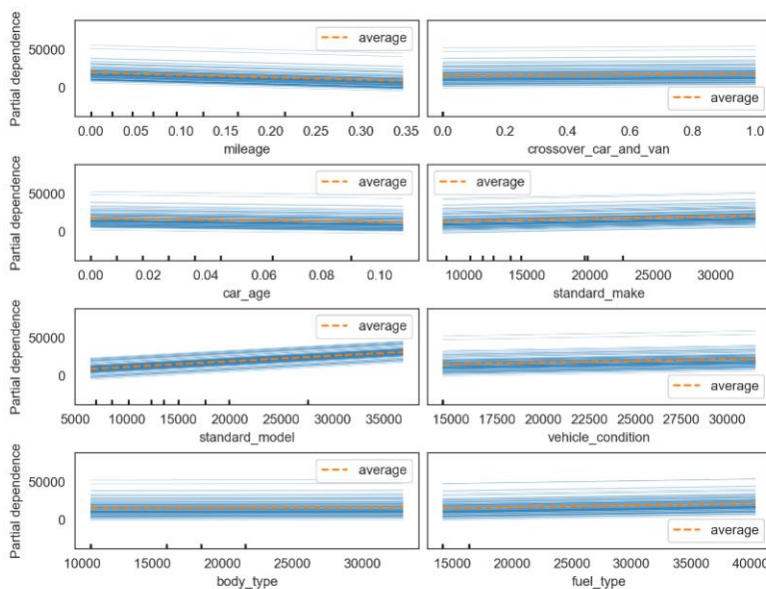 Partial dependence
50000
0
average
average
0.00 0.05 0.10 0.15 0.20 0.25 0.30 0.35
0.0 0.2 0.4 0.6 0.8 1.0
mileage
crossover_car_and_van
Partial dependence
50000
0
average
average
0.00 0.02 0.04 0.06 0.08 0.10
10000 15000 20000 25000 30000
car_age
standard_make
Partial dependence
50000
0
average
average
5000 10000 15000 20000 25000 30000 35000
15000 17500 20000 22500 25000 27500 30000
standard_model
vehicle_condition
Partial dependence
50000
0
average
average
10000 15000 20000 25000 30000
15000 20000 25000 30000 35000 40000
body_type
fuel_type